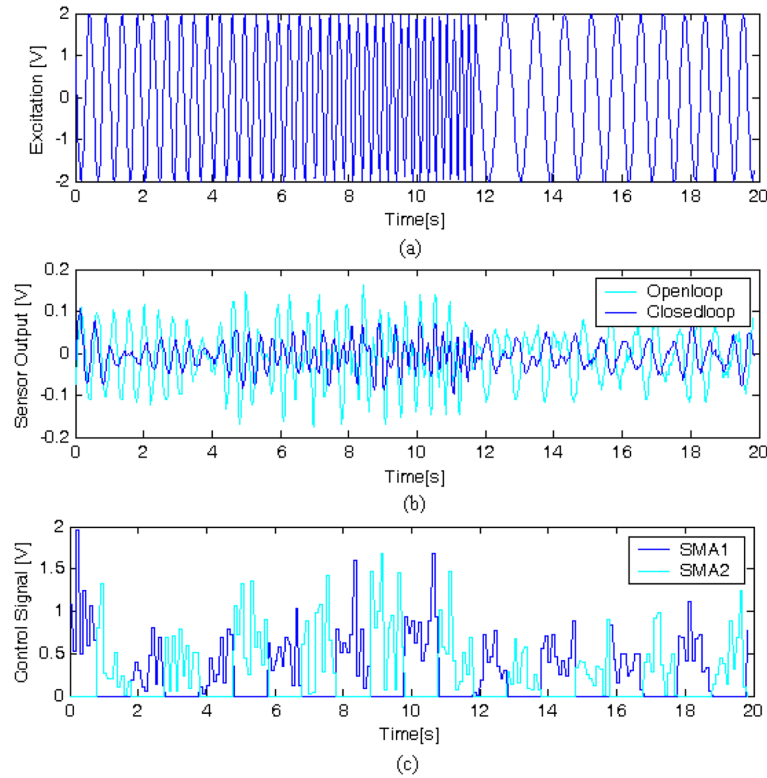 Excitation [V]
2
1
0
-1
-2
0 2 4 6 8 10 12 14 16 18 20
Time[s]
(a)
Sensor Output [V]
0.2
0.1
0
-0.1
-0.2
Openloop
Closedloop
0 2 4 6 8 10 12 14 16 18 20
Time[s]
(b)
Control Signal [V]
2
1.5
1
0.5
0
SMA1
SMA2
0 2 4 6 8 10 12 14 16 18 20
Time[s]
(c)